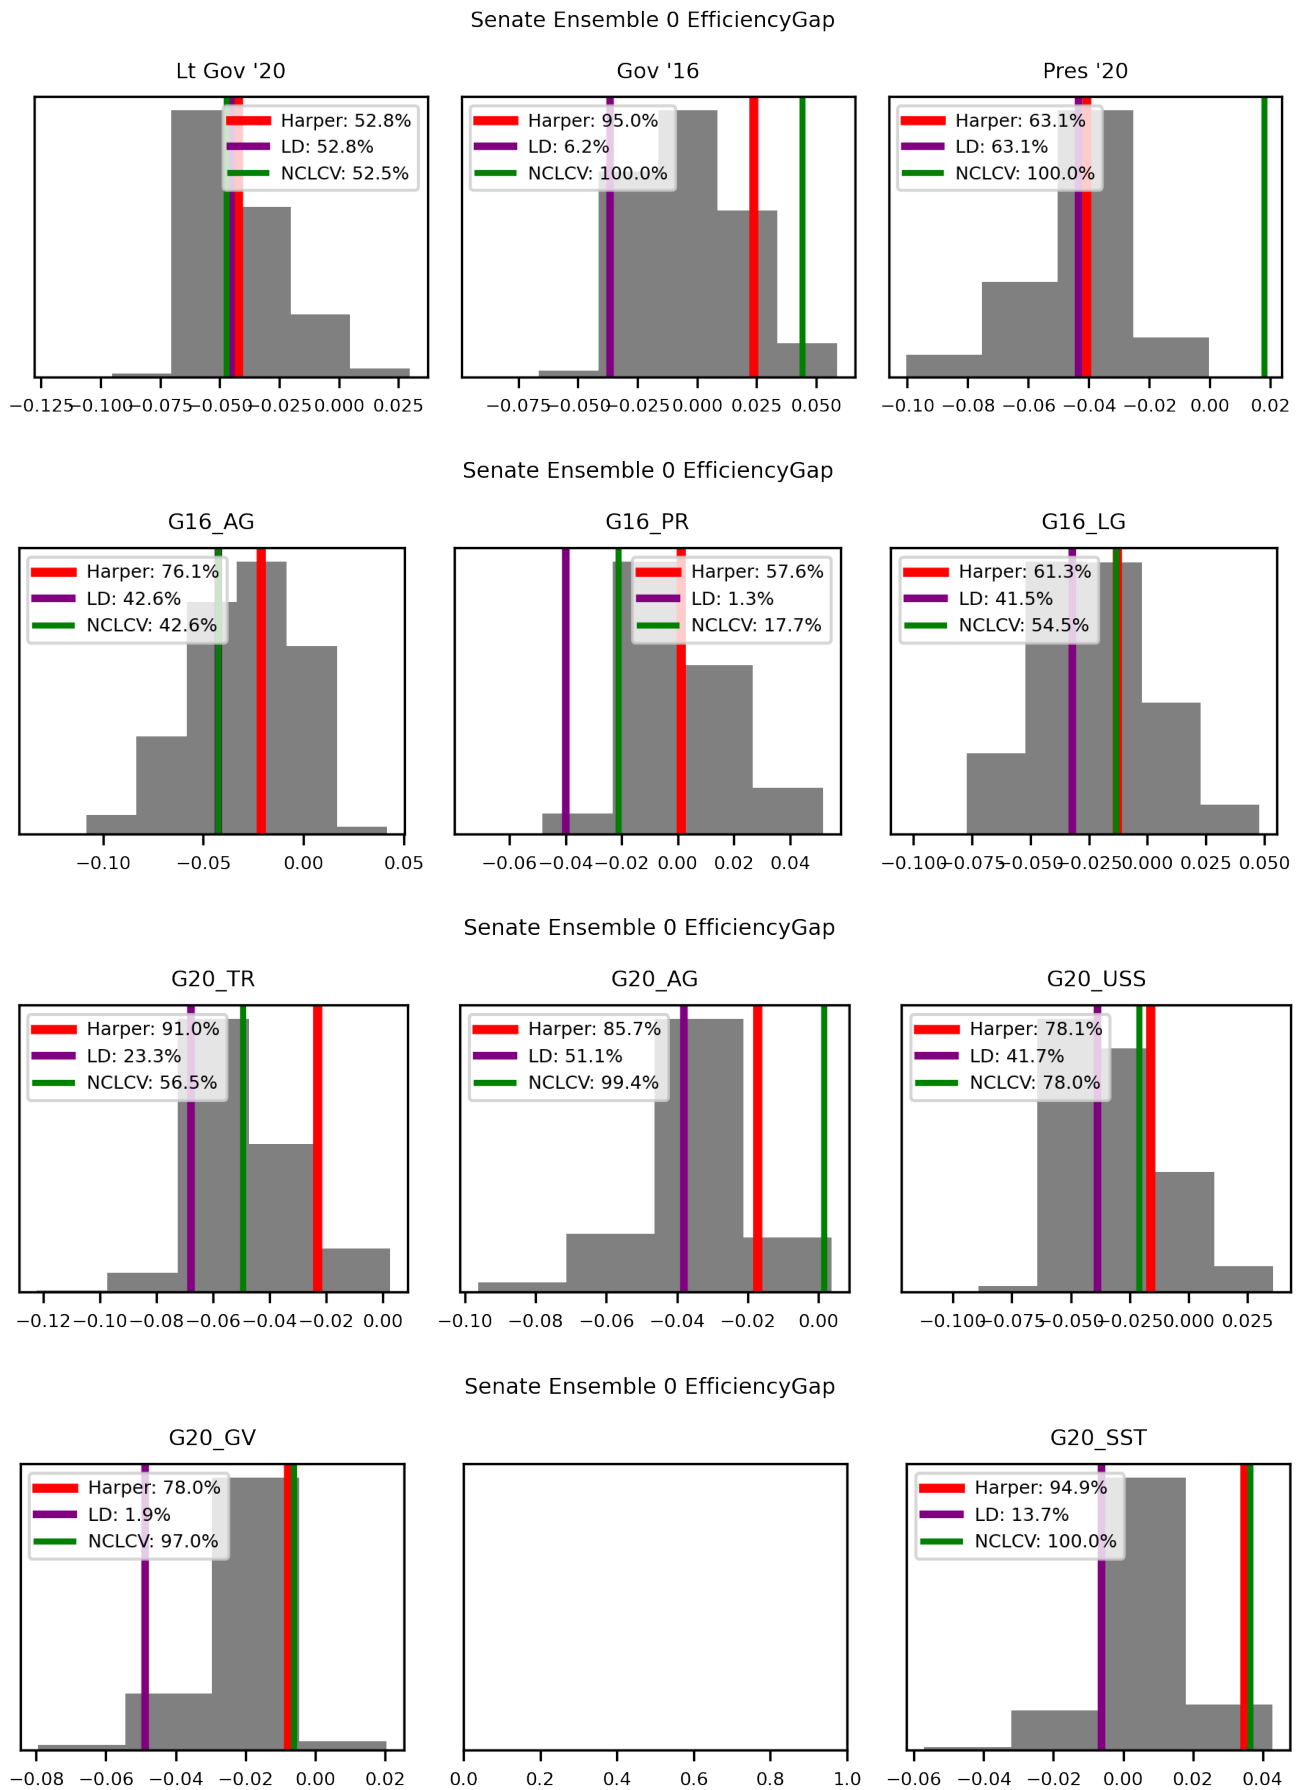 Senate Ensemble 0 EfficiencyGap
Lt Gov '20
Gov '16
Pres '20
Harper: 52.8%
LD: 52.8%
NCLCV: 52.5%
Harper: 95.0%
LD: 6.2%
NCLCV: 100.0%
Harper: 63.1%
LD: 63.1%
NCLCV: 100.0%
−0.125 −0.100 −0.075 −0.050 −0.025 0.000 0.025
−0.075 −0.050 −0.025 0.000 0.025 0.050
−0.10 −0.08 −0.06 −0.04 −0.02 0.00 0.02
Senate Ensemble 0 EfficiencyGap
G16_AG
G16_PR
G16_LG
Harper: 76.1%
LD: 42.6%
NCLCV: 42.6%
Harper: 57.6%
LD: 1.3%
NCLCV: 17.7%
Harper: 61.3%
LD: 41.5%
NCLCV: 54.5%
−0.10 −0.05 0.00 0.05
−0.06 −0.04 −0.02 0.00 0.02 0.04
−0.100 −0.075 −0.050 −0.025 0.000 0.025 0.050
Senate Ensemble 0 EfficiencyGap
G20_TR
G20_AG
G20_USS
Harper: 91.0%
LD: 23.3%
NCLCV: 56.5%
Harper: 85.7%
LD: 51.1%
NCLCV: 99.4%
Harper: 78.1%
LD: 41.7%
NCLCV: 78.0%
−0.12 −0.10 −0.08 −0.06 −0.04 −0.02 0.00
−0.10 −0.08 −0.06 −0.04 −0.02 0.00
−0.100 −0.075 −0.050 −0.025 0.000 0.025
Senate Ensemble 0 EfficiencyGap
G20_GV
G20_SST
Harper: 78.0%
LD: 1.9%
NCLCV: 97.0%
Harper: 94.9%
LD: 13.7%
NCLCV: 100.0%
−0.08 −0.06 −0.04 −0.02 0.00 0.02
0.0 0.2 0.4 0.6 0.8 1.0
−0.06 −0.04 −0.02 0.00 0.02 0.04